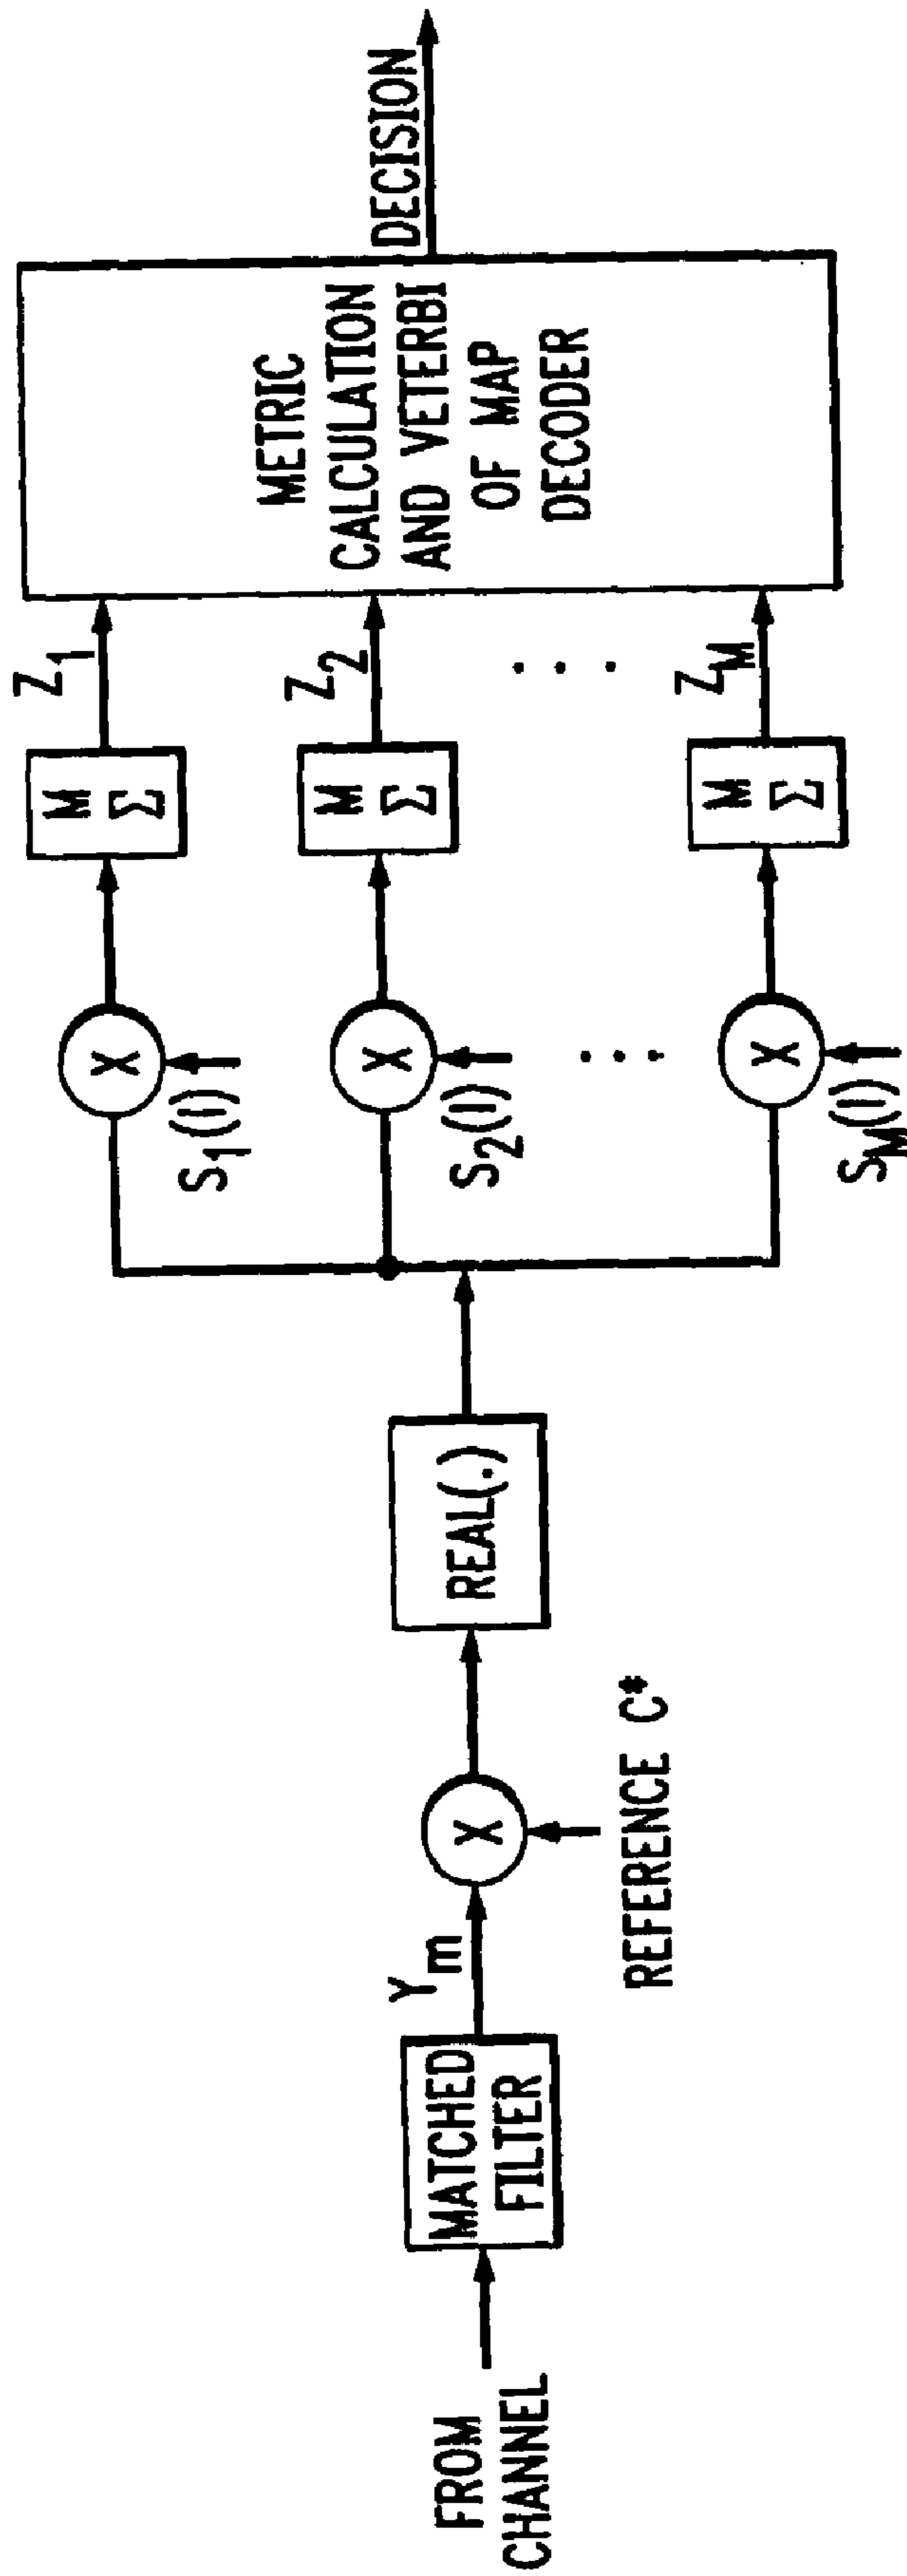 FROM
CHANNEL
MATCHED
FILTER
Ym
X
REFERENCE C*
REAL(.)
X
S1(l)
M
Σ
Z1
X
S2(l)
M
Σ
Z2
. . .
. . .
X
SM(l)
M
Σ
ZM
METRIC
CALCULATION
AND VETERBI
OF MAP
DECODER
DECISION